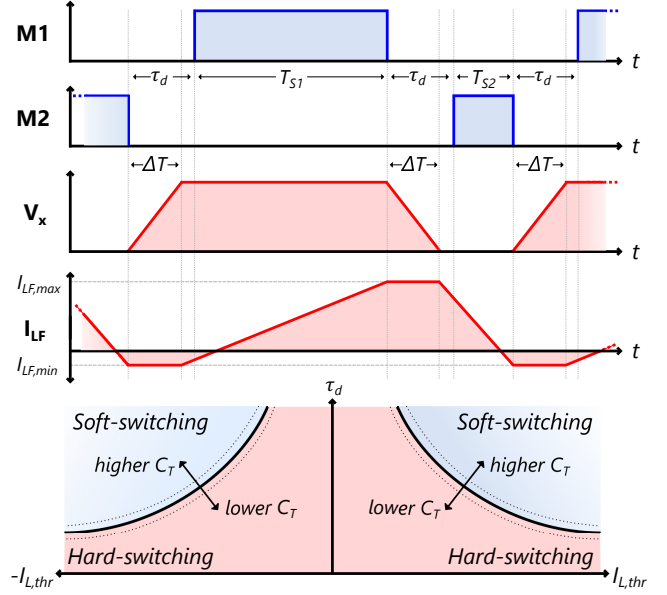 M1
t
←τd→ ←TS1→ ←τd→ ←TS2→ ←τd→
M2
t
←ΔT→ ←ΔT→ ←ΔT→
Vx
t
ILF,max
ILF
t
ILF,min
τd
Soft-switching Soft-switching
higher CT higher CT
lower CT lower CT
Hard-switching Hard-switching
-IL,thr IL,thr